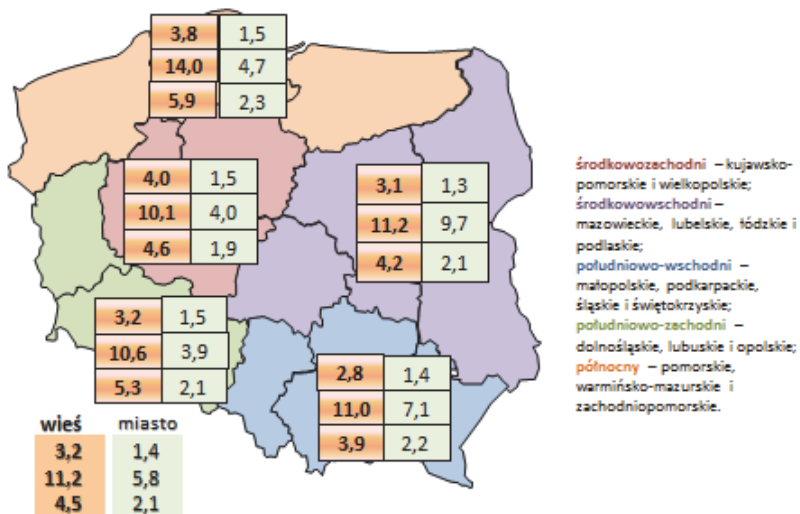 3,8 1,5
14,0 4,7
5,9 2,3
4,0 1,5
10,1 4,0
4,6 1,9
3,1 1,3
11,2 9,7
4,2 2,1
3,2 1,5
10,6 3,9
5,3 2,1
2,8 1,4
11,0 7,1
3,9 2,2
wieś miasto
3,2 1,4
11,2 5,8
4,5 2,1
środkowozachodni – kujawsko-
pomorskie i wielkopolskie;
środkowowschodni –
mazowieckie, lubelskie, łódzkie i
podlaskie;
południowo-wschodni –
małopolskie, podkarpackie,
śląskie i świętokrzyskie;
południowo-zachodni –
dolnośląskie, lubuskie i opolskie;
północny – pomorskie,
warmińsko-mazurskie i
zachodniopomorskie.